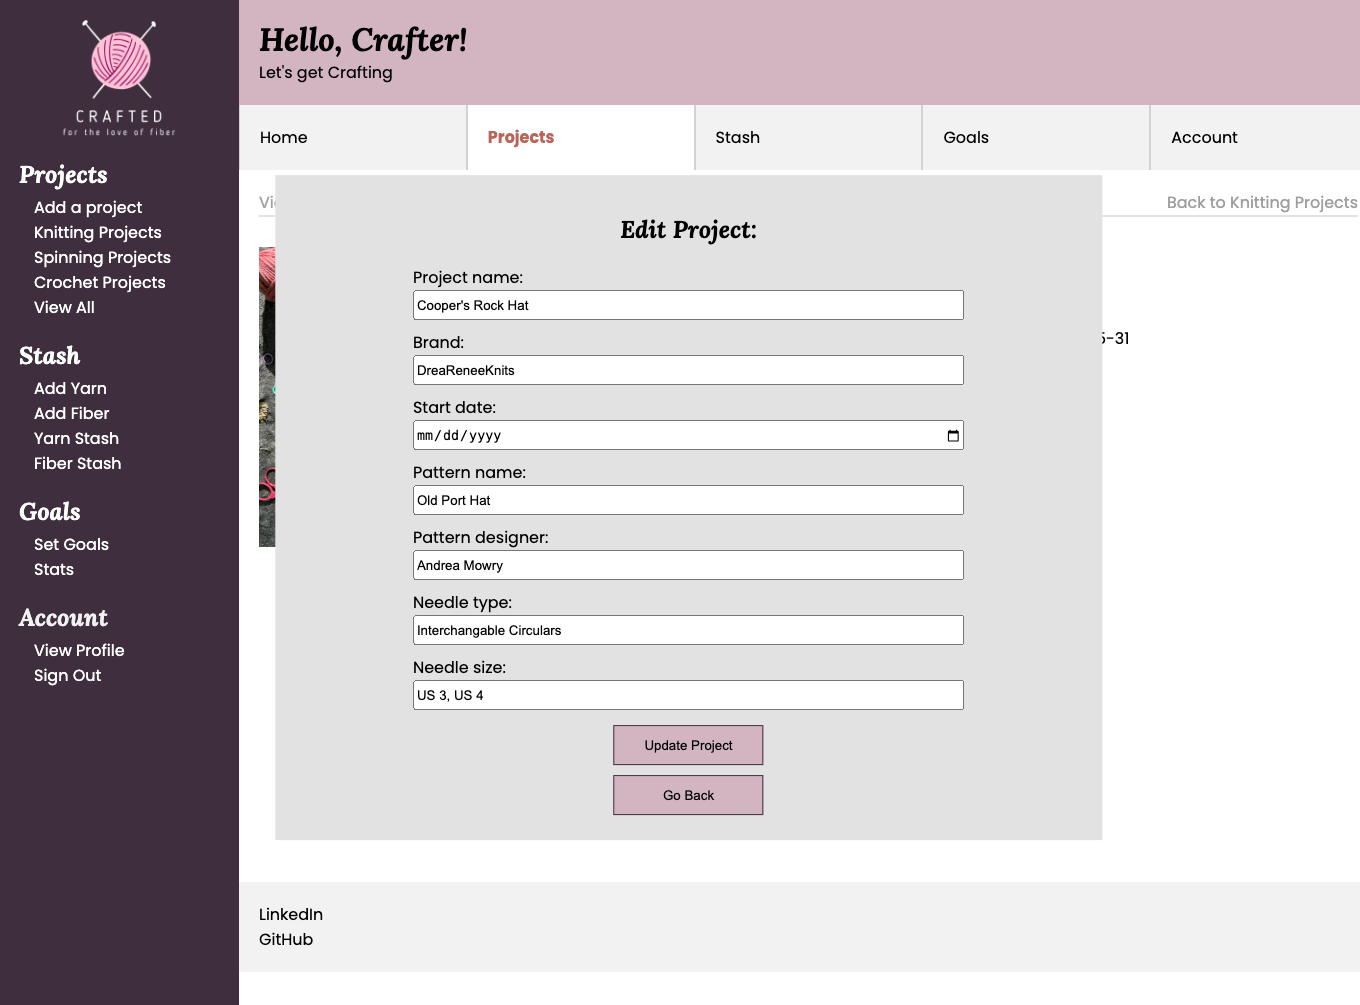 CRAFTED
for the love of fiber
Projects
Add a project
Knitting Projects
Spinning Projects
Crochet Projects
View All
Stash
Add Yarn
Add Fiber
Yarn Stash
Fiber Stash
Goals
Set Goals
Stats
Account
View Profile
Sign Out
Hello, Crafter!
Let's get Crafting
Home
Projects
Stash
Goals
Account
Back to Knitting Projects
-31
Edit Project:
Project name:
Cooper's Rock Hat
Brand:
DreaReneeKnits
Start date:
mm/dd/yyyy
Pattern name:
Old Port Hat
Pattern designer:
Andrea Mowry
Needle type:
Interchangable Circulars
Needle size:
US 3, US 4
Update Project
Go Back
LinkedIn
GitHub